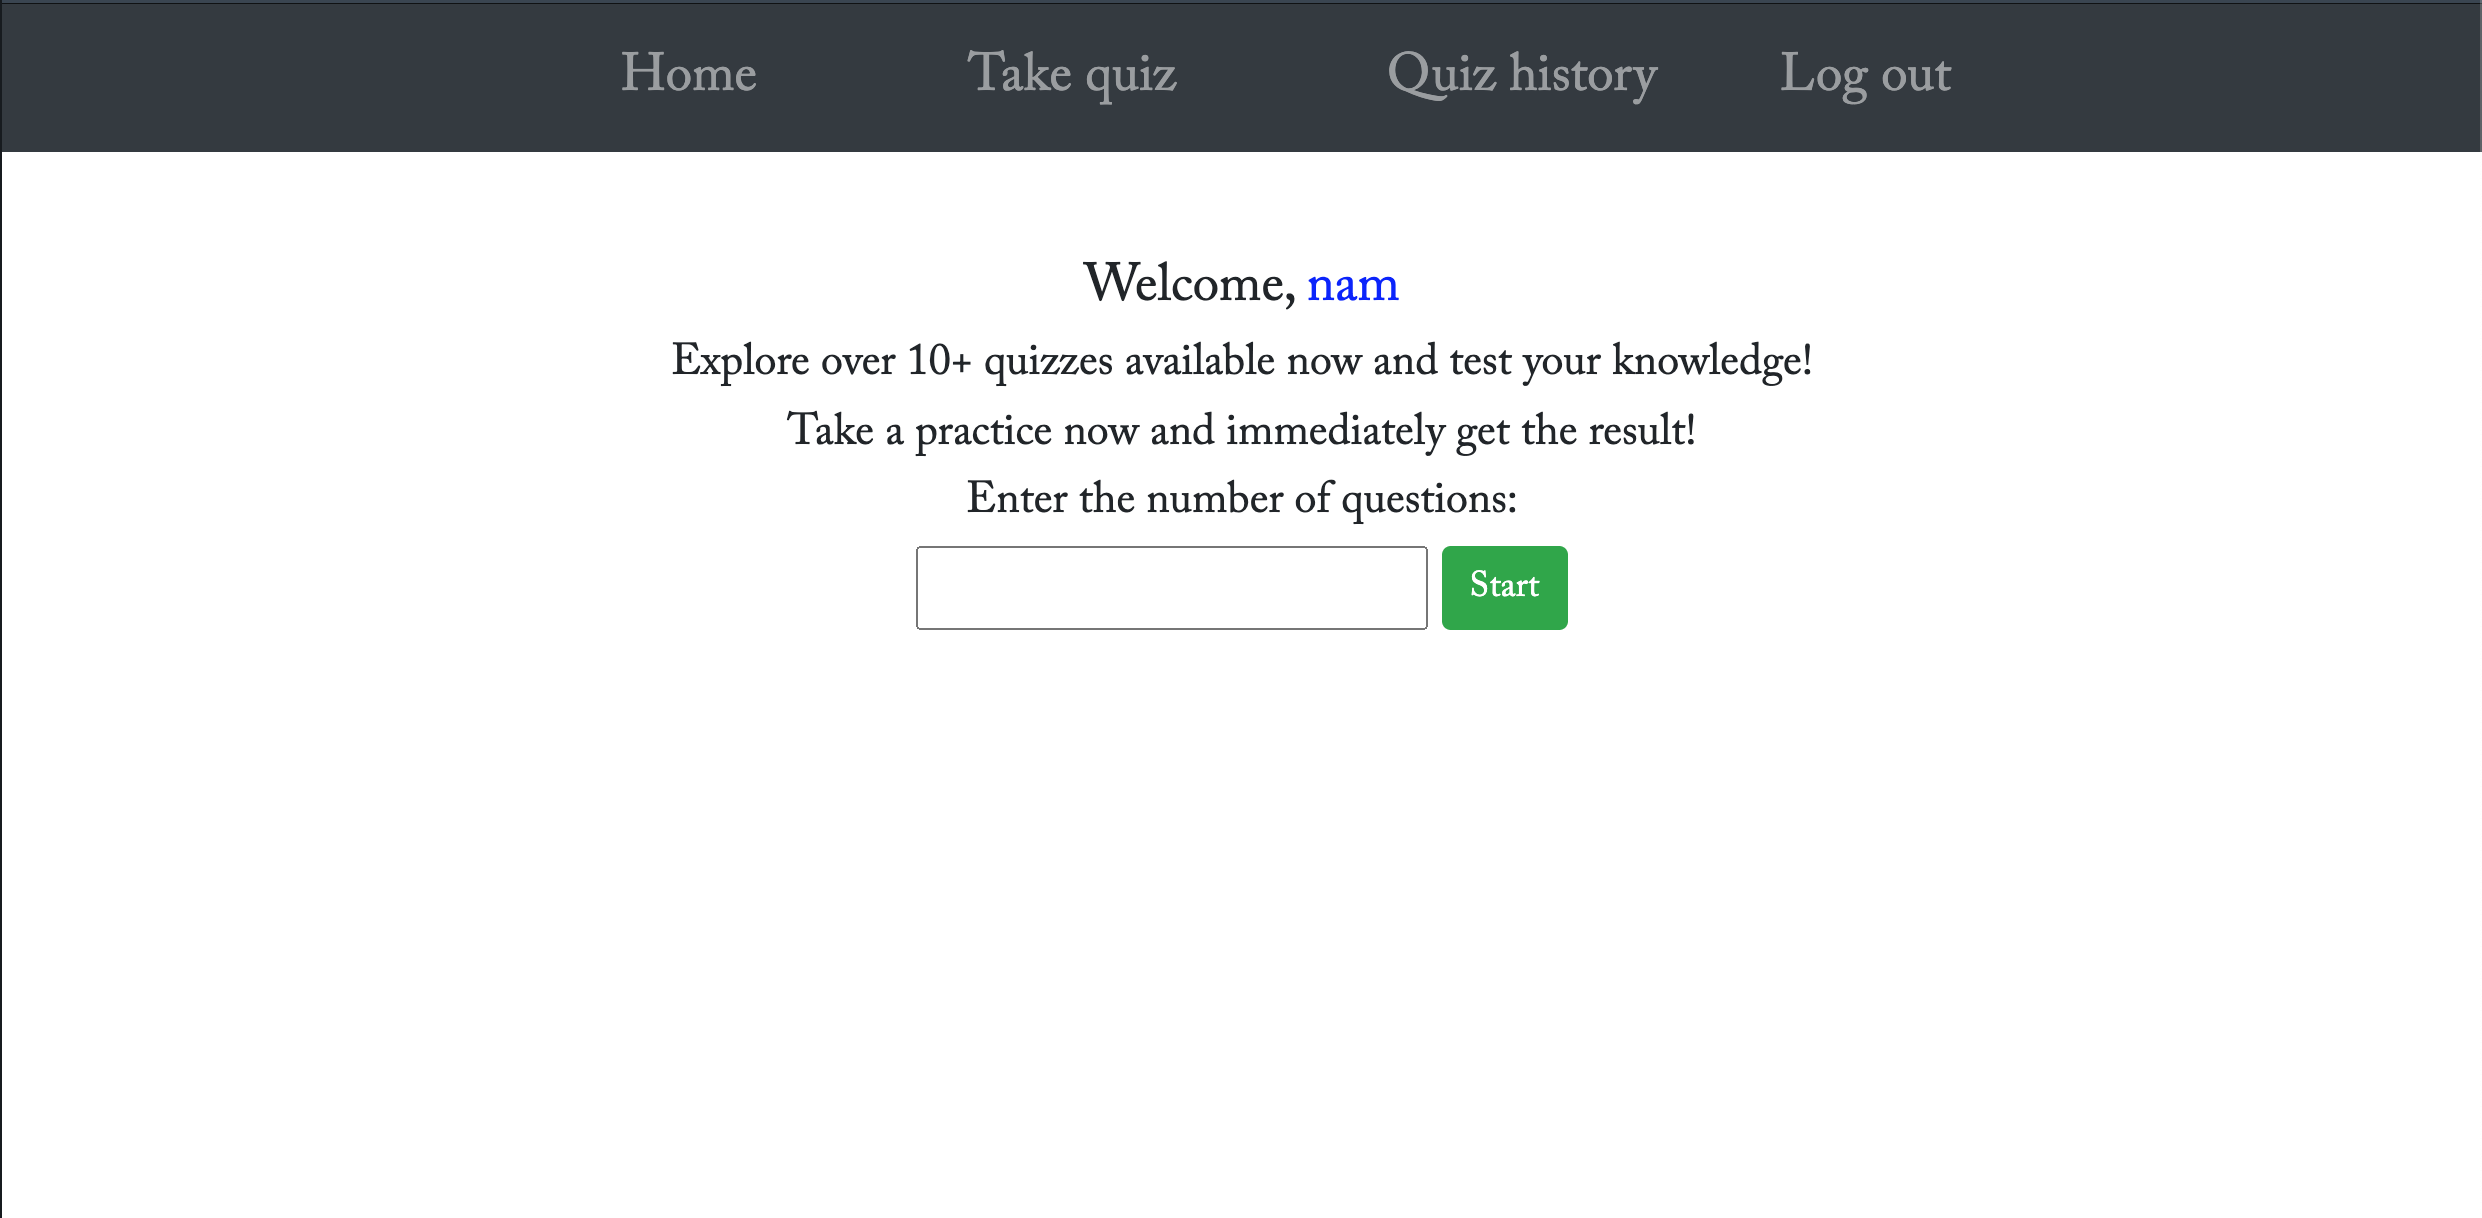 Home Take quiz Quiz history Log out
Welcome, nam
Explore over 10+ quizzes available now and test your knowledge!
Take a practice now and immediately get the result!
Enter the number of questions:
Start